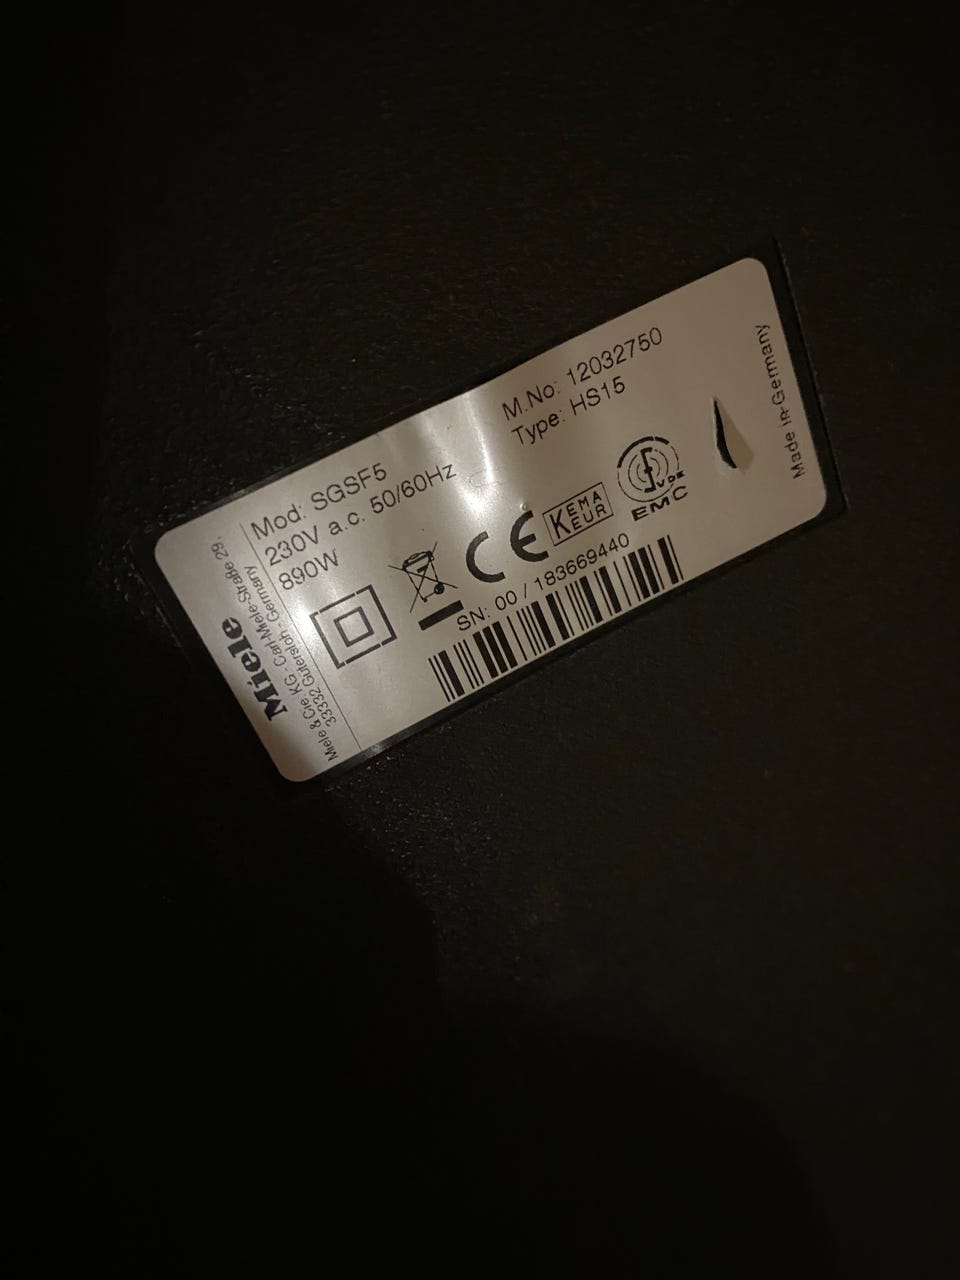 Miele
Miele & Cie. KG - Carl-Miele-Straße 29,
33332 Gütersloh - Germany
Mod: SGSF5
230V a.c. 50/60Hz
890W
M.No: 12032750
Type: HS15
CE
KEMA
KEUR
VDE
EMC
SN: 00 / 183669440
Made in Germany